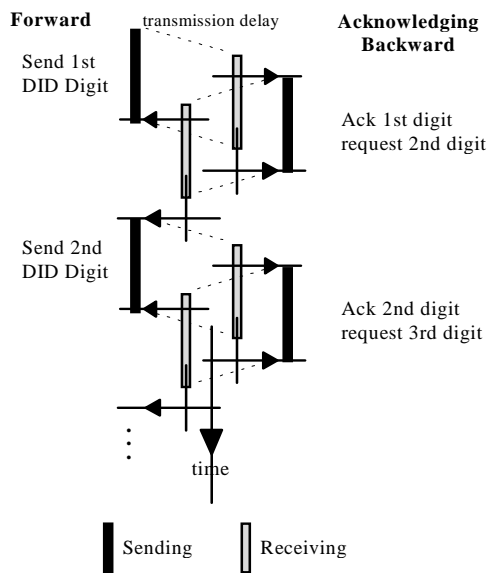 Forward
transmission delay
Acknowledging
Backward
Send 1st
DID Digit
Ack 1st digit
request 2nd digit
Send 2nd
DID Digit
Ack 2nd digit
request 3rd digit
time
Sending
Receiving